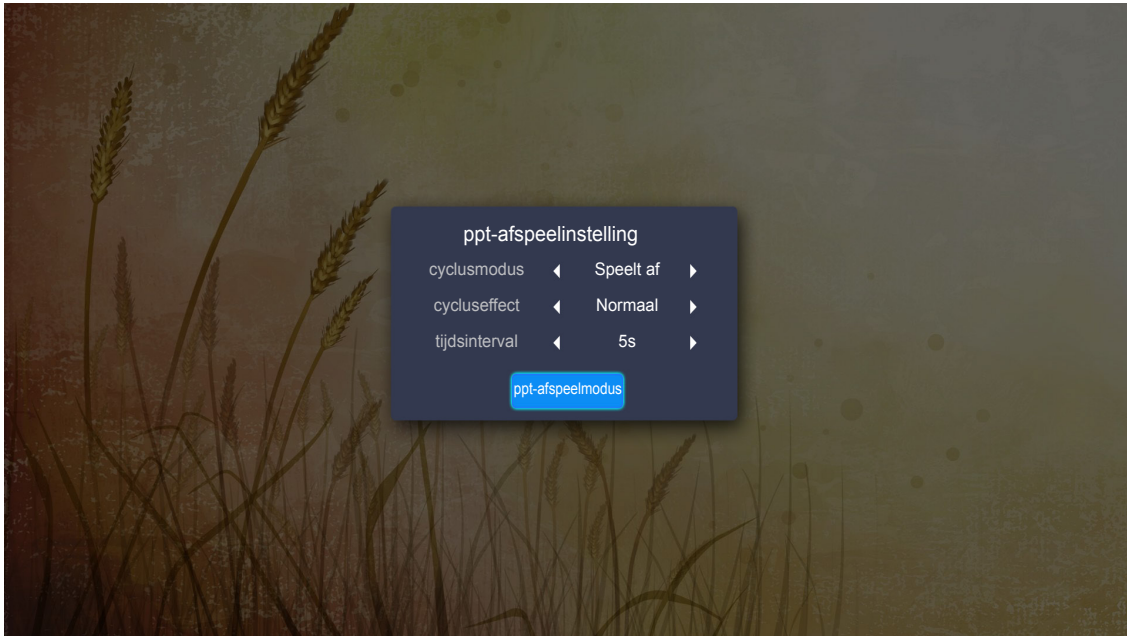 ppt-afspeelinstelling
cyclusmodus Speelt af
cycluseffect Normaal
tijdsinterval 5s
ppt-afspeelmodus